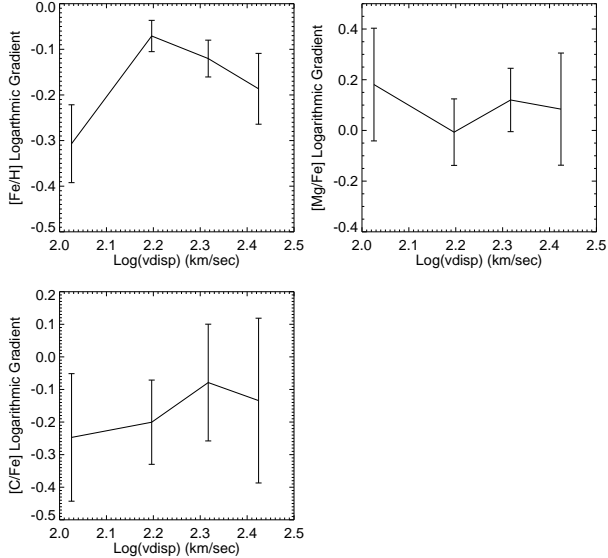 [Fe/H] Logarthmic Gradient
0.0
-0.1
-0.2
-0.3
-0.4
-0.5
2.0 2.1 2.2 2.3 2.4 2.5
Log(vdisp) (km/sec)
[Mg/Fe] Logarithmic Gradient
0.4
0.2
0.0
-0.2
-0.4
2.0 2.1 2.2 2.3 2.4 2.5
Log(vdisp) (km/sec)
[C/Fe] Logarithmic Gradient
0.2
0.1
0.0
-0.1
-0.2
-0.3
-0.4
-0.5
2.0 2.1 2.2 2.3 2.4 2.5
Log(vdisp) (km/sec)